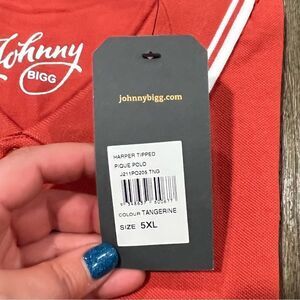 Johnny
BIGG
johnnybigg.com
HARPER TIPPED
PIQUE POLO
J211PO205 TNG
COLOUR TANGERINE
SIZE 5XL